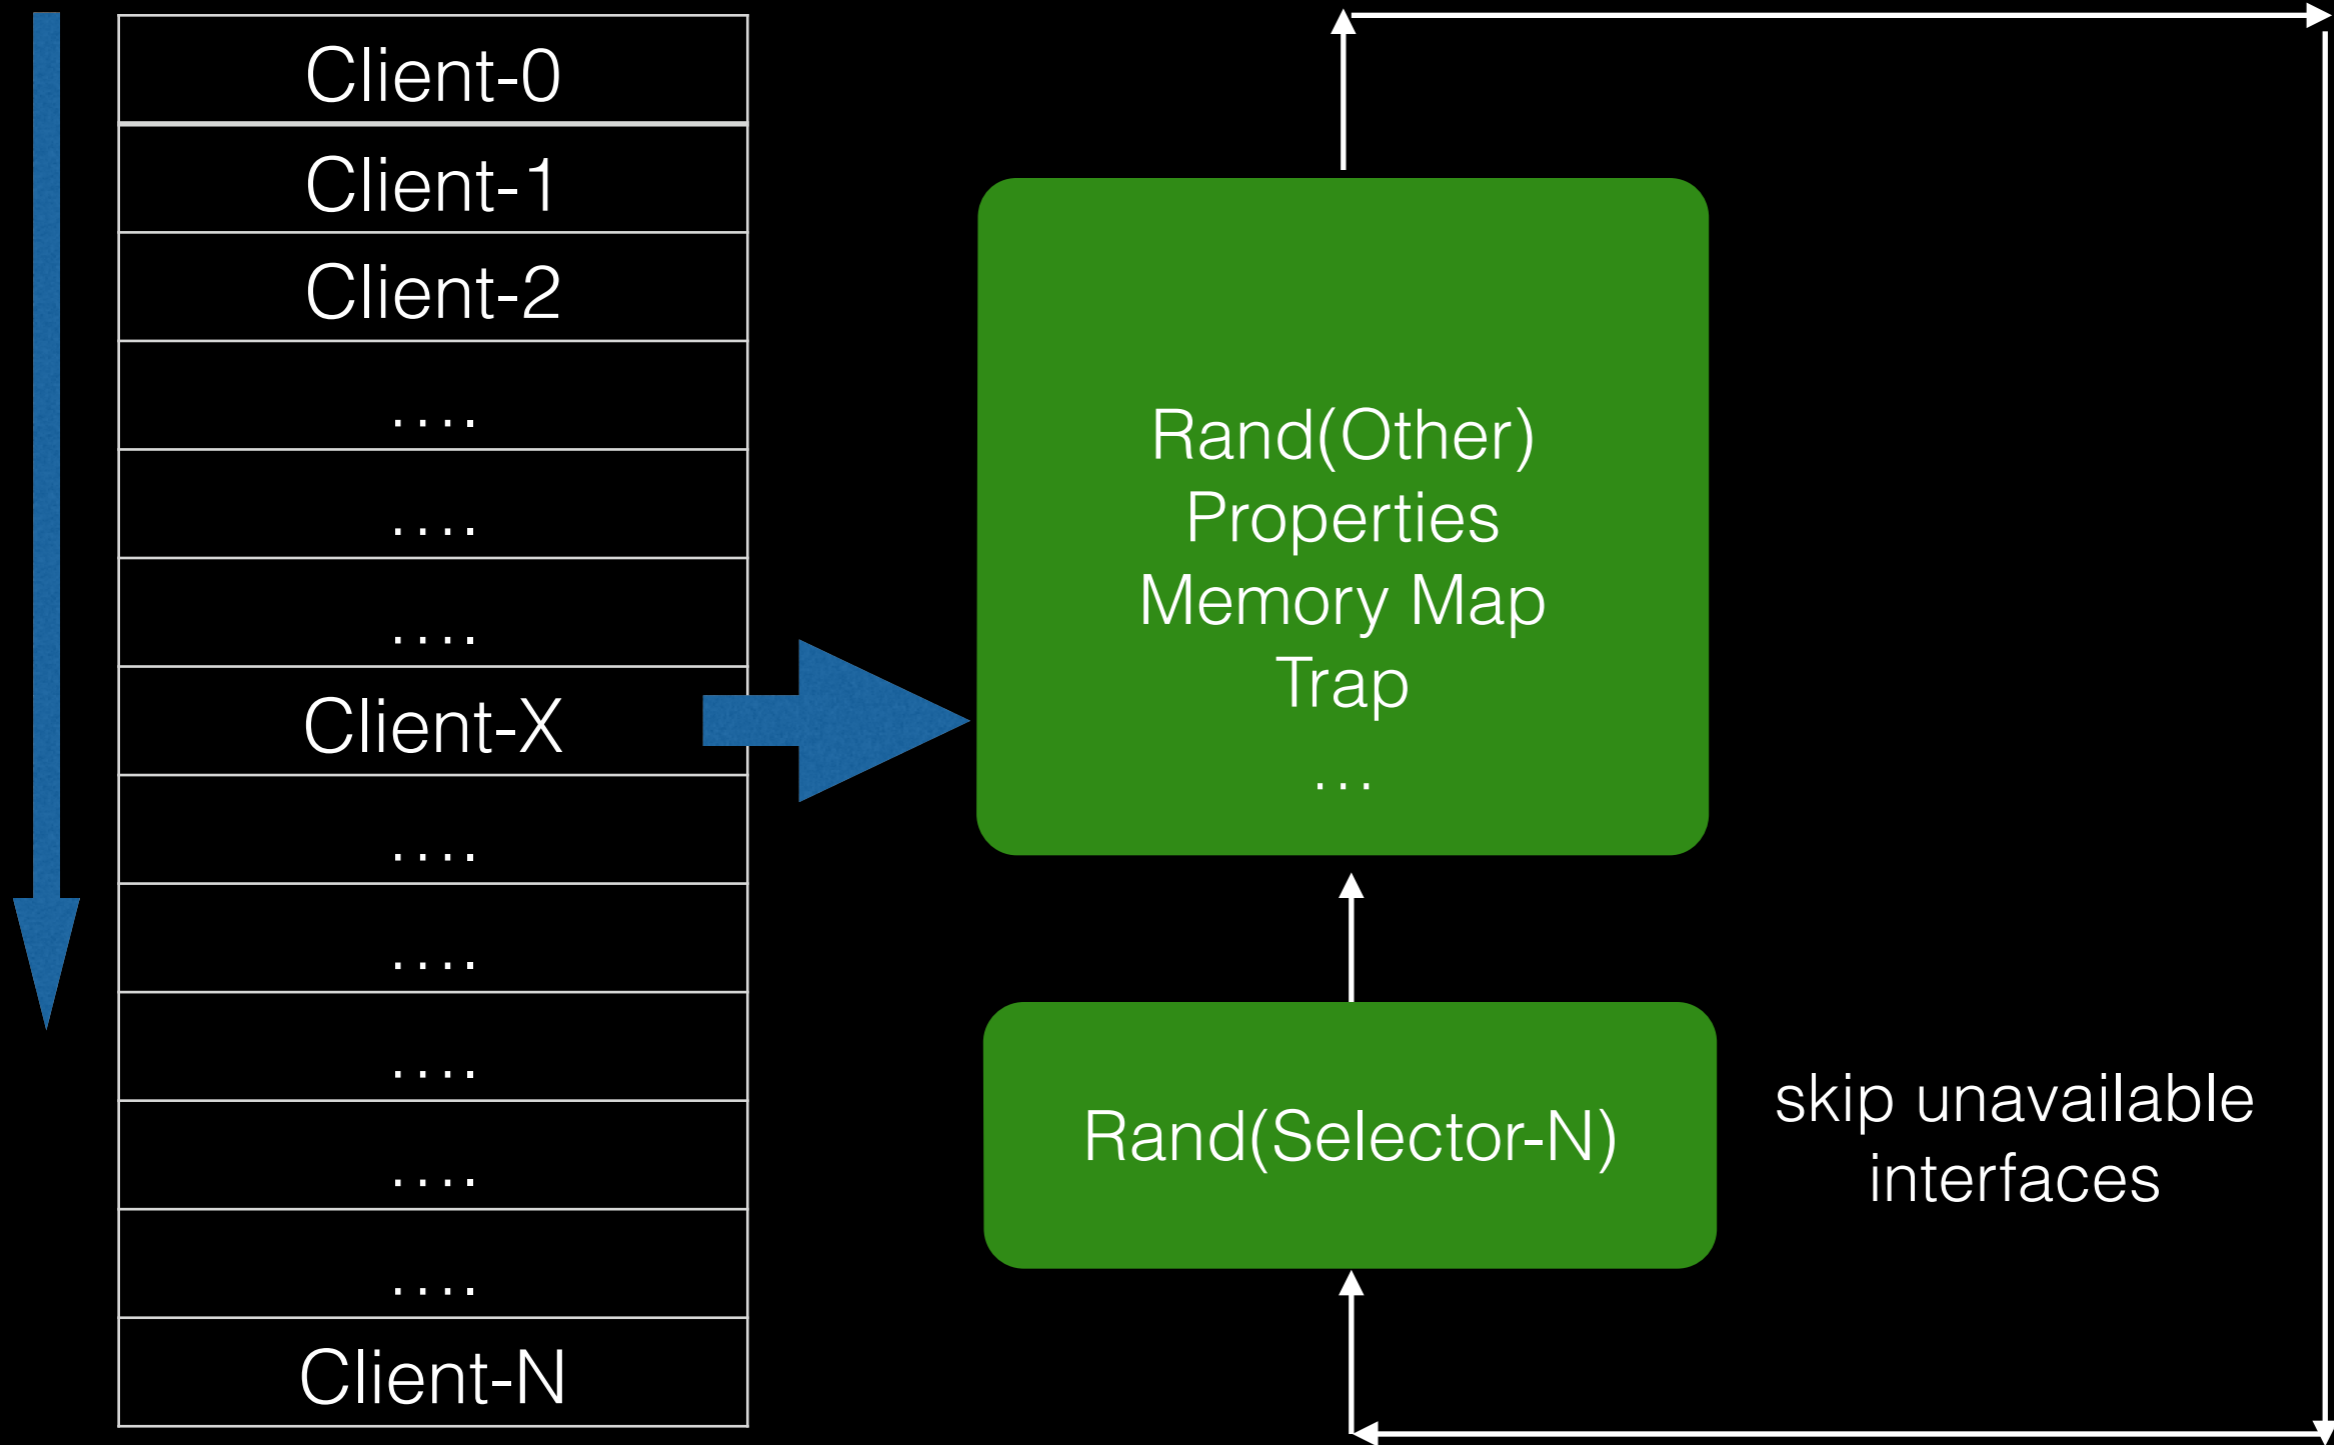 Client-0
Client-1
Client-2
....
....
....
Client-X
....
....
....
....
....
Client-N
Rand(Other)
Properties
Memory Map
Trap
...
Rand(Selector-N)
skip unavailable
interfaces